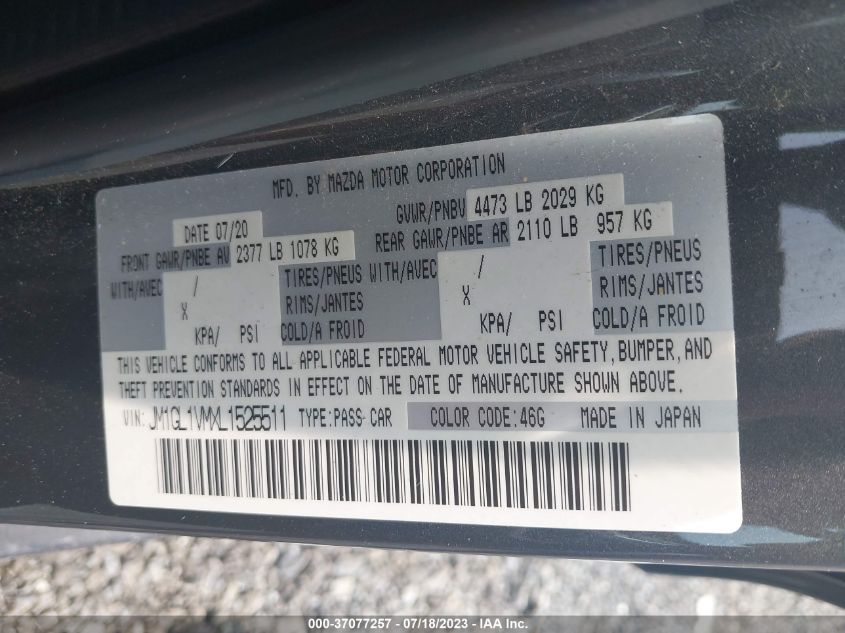 MFD. BY MAZDA MOTOR CORPORATION
DATE 07/20 GVWR/PNBV 4473 LB 2029 KG
FRONT GAWR/PNBE AV 2377 LB 1078 KG REAR GAWR/PNBE AR 2110 LB 957 KG
WITH/AVEC / TIRES/PNEUS WITH/AVEC / TIRES/PNEUS
X RIMS/JANTES X RIMS/JANTES
KPA/ PSI COLD/A FROID KPA/ PSI COLD/A FROID
THIS VEHICLE CONFORMS TO ALL APPLICABLE FEDERAL MOTOR VEHICLE SAFETY, BUMPER, AND
THEFT PREVENTION STANDARDS IN EFFECT ON THE DATE OF MANUFACTURE SHOWN ABOVE.
VIN: JM1GL1VMXL1525511 TYPE:PASS-CAR COLOR CODE:46G MADE IN JAPAN
000-37077257 - 07/18/2023 - IAA Inc.